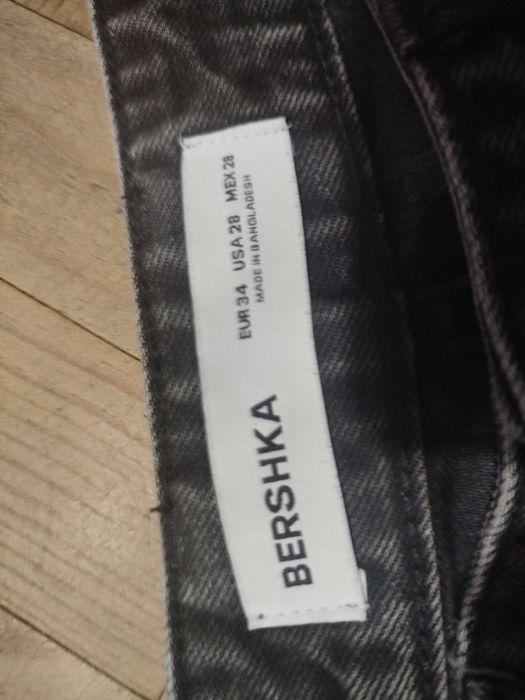 BERSHKA
EUR 34 USA 28 MEX 28
MADE IN BANGLADESH